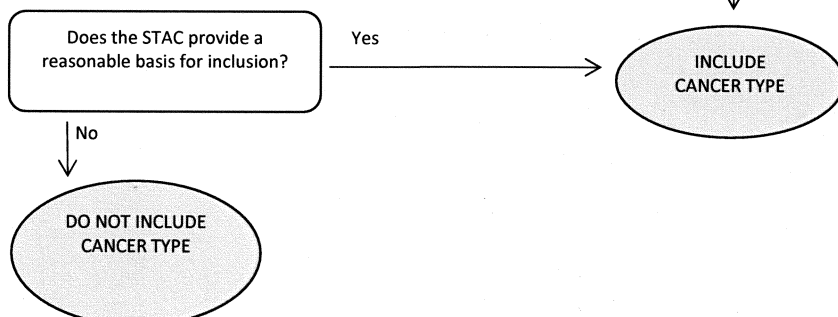 Does the STAC provide a
reasonable basis for inclusion?
Yes
INCLUDE
CANCER TYPE
No
DO NOT INCLUDE
CANCER TYPE